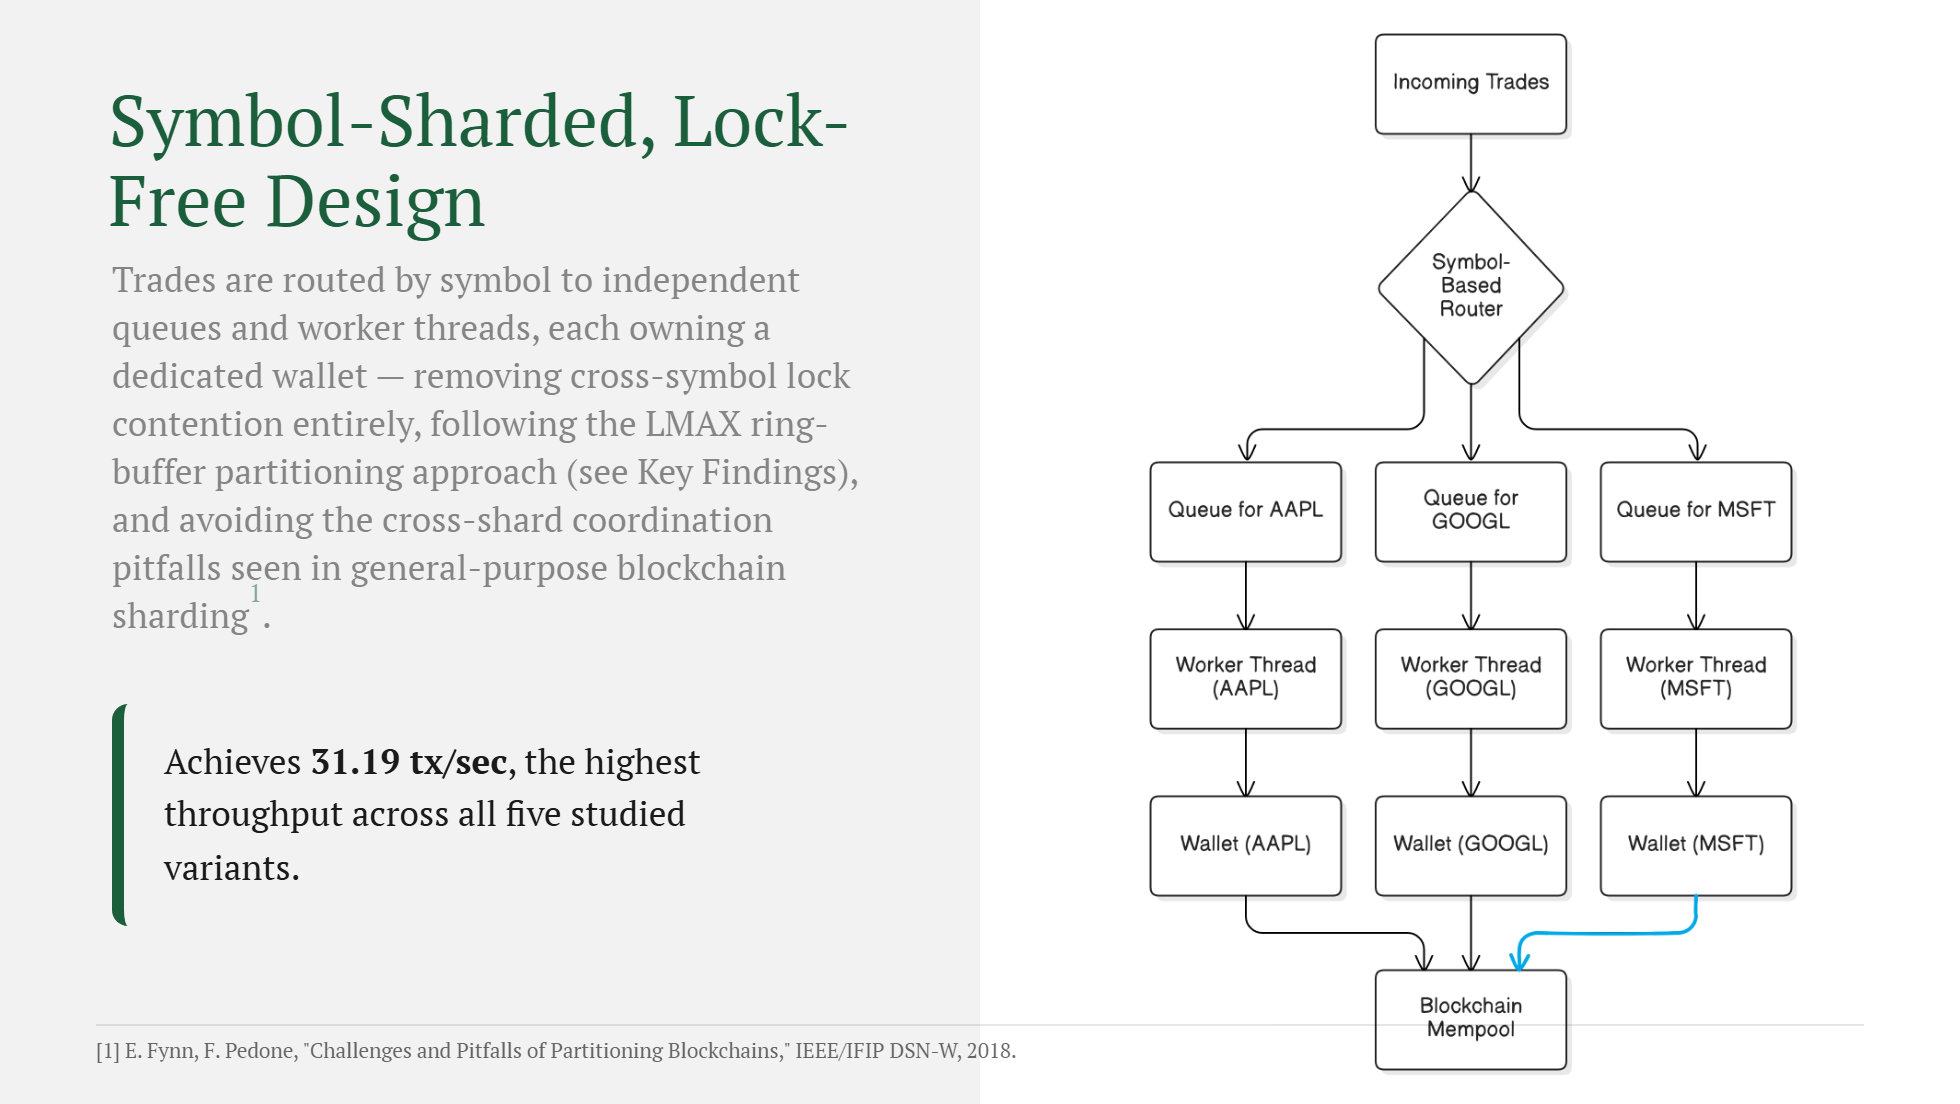 Symbol-Sharded, Lock-
Free Design
Trades are routed by symbol to independent
queues and worker threads, each owning a
dedicated wallet — removing cross-symbol lock
contention entirely, following the LMAX ring-
buffer partitioning approach (see Key Findings),
and avoiding the cross-shard coordination
pitfalls seen in general-purpose blockchain
sharding1.
Achieves 31.19 tx/sec, the highest
throughput across all five studied
variants.
[1] E. Fynn, F. Pedone, "Challenges and Pitfalls of Partitioning Blockchains," IEEE/IFIP DSN-W, 2018.
Incoming Trades
Symbol-
Based
Router
Queue for AAPL
Queue for
GOOGL
Queue for MSFT
Worker Thread
(AAPL)
Worker Thread
(GOOGL)
Worker Thread
(MSFT)
Wallet (AAPL)
Wallet (GOOGL)
Wallet (MSFT)
Blockchain
Mempool